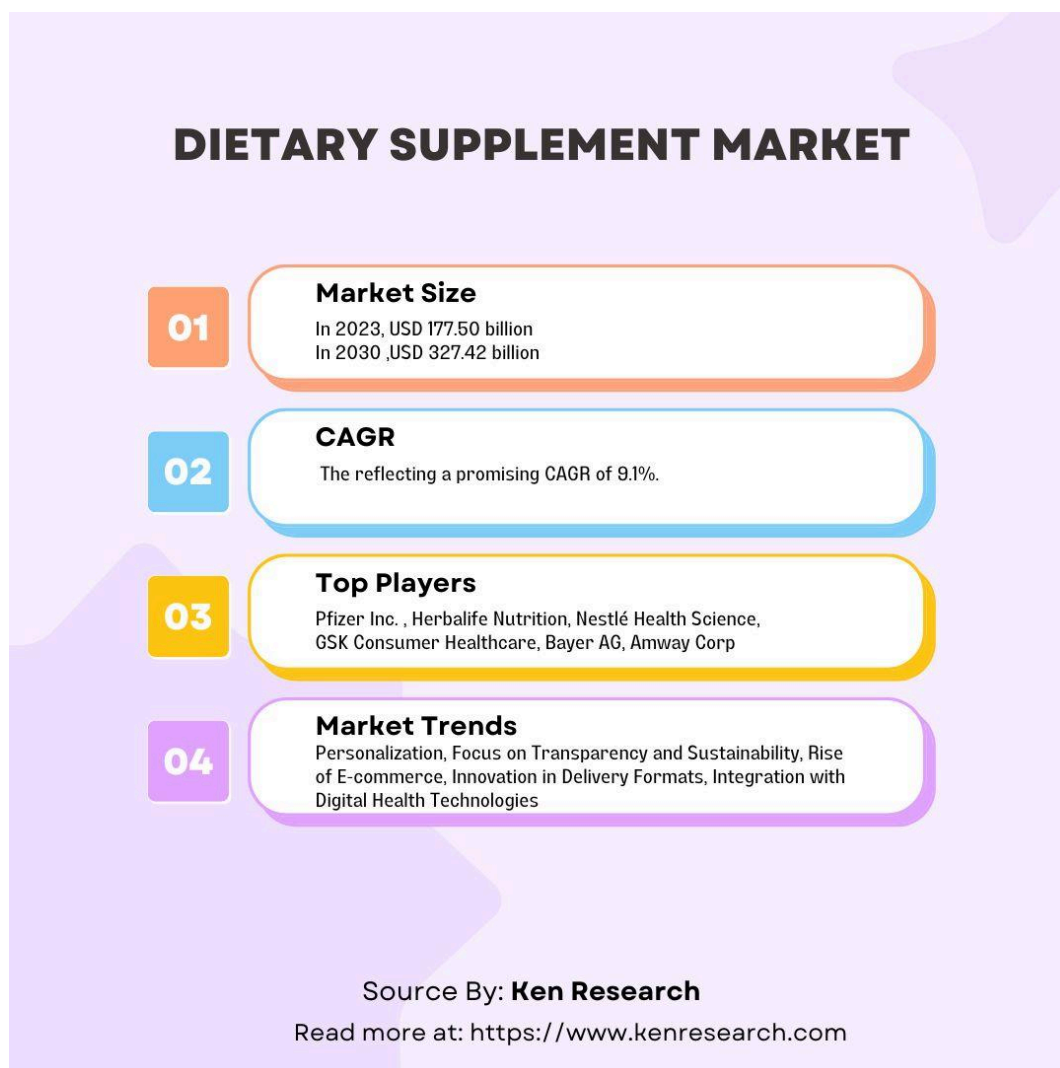 DIETARY SUPPLEMENT MARKET
01
Market Size
In 2023, USD 177.50 billion
In 2030 ,USD 327.42 billion
02
CAGR
The reflecting a promising CAGR of 9.1%.
03
Top Players
Pfizer Inc. , Herbalife Nutrition, Nestlé Health Science,
GSK Consumer Healthcare, Bayer AG, Amway Corp
04
Market Trends
Personalization, Focus on Transparency and Sustainability, Rise
of E-commerce, Innovation in Delivery Formats, Integration with
Digital Health Technologies
Source By: Ken Research
Read more at: https://www.kenresearch.com